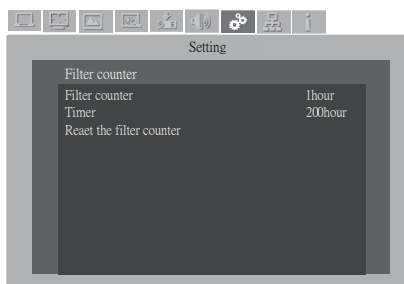 Setting
Filter counter
Filter counter 1hour
Timer 200hour
Reaet the filter counter